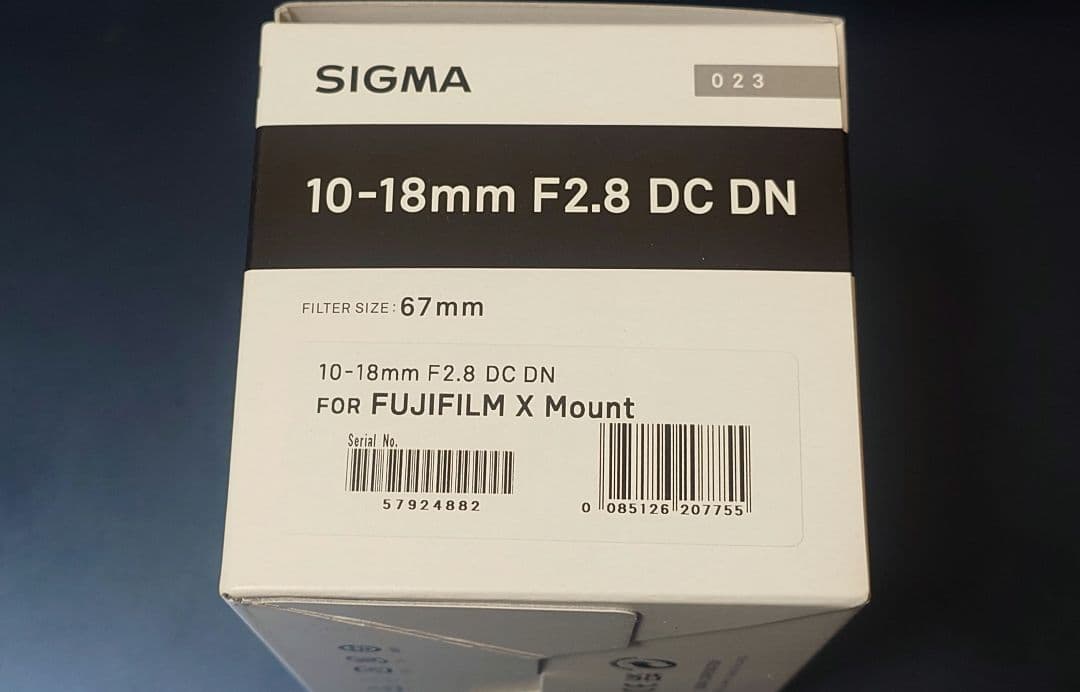 SIGMA
023
10-18mm F2.8 DC DN
FILTER SIZE: 67mm
10-18mm F2.8 DC DN
FOR FUJIFILM X Mount
Serial No.
57924882
0 085126 207755